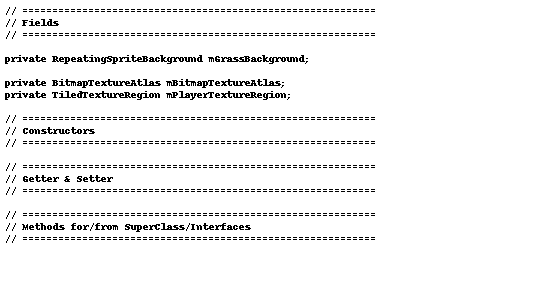 // ===========================================================
// Fields
// ===========================================================
private RepeatingSpriteBackground mGrassBackground;
private BitmapTextureAtlas mBitmapTextureAtlas;
private TiledTextureRegion mPlayerTextureRegion;
// ===========================================================
// Constructors
// ===========================================================
// ===========================================================
// Getter & Setter
// ===========================================================
// ===========================================================
// Methods for/from SuperClass/Interfaces
// ===========================================================